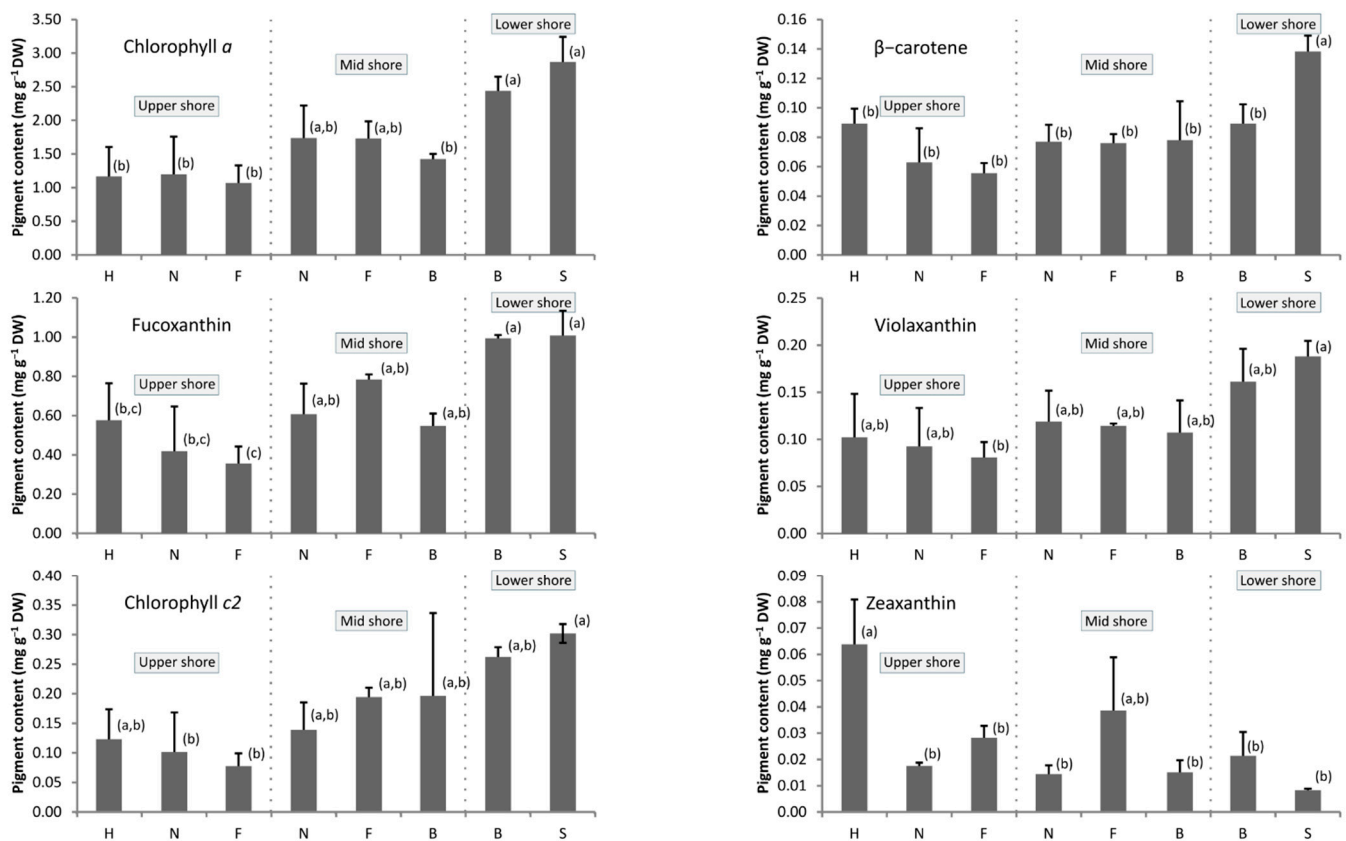 Chlorophyll a
Pigment content (mg g⁻¹ DW)
3.50
3.00
2.50
2.00
1.50
1.00
0.50
0.00
Upper shore
Mid shore
Lower shore
(b) (b) (b) (a,b) (a,b) (b) (a) (a)
H N F N F B B S
β−carotene
Pigment content (mg g⁻¹ DW)
0.16
0.14
0.12
0.10
0.08
0.06
0.04
0.02
0.00
Upper shore
Mid shore
Lower shore
(b) (b) (b) (b) (b) (b) (b) (a)
H N F N F B B S
Fucoxanthin
Pigment content (mg g⁻¹ DW)
1.20
1.00
0.80
0.60
0.40
0.20
0.00
Upper shore
Mid shore
Lower shore
(b,c) (b,c) (c) (a,b) (a,b) (a,b) (a) (a)
H N F N F B B S
Violaxanthin
Pigment content (mg g⁻¹ DW)
0.25
0.20
0.15
0.10
0.05
0.00
Upper shore
Mid shore
Lower shore
(a,b) (a,b) (b) (a,b) (a,b) (a,b) (a,b) (a)
H N F N F B B S
Chlorophyll c2
Pigment content (mg g⁻¹ DW)
0.40
0.35
0.30
0.25
0.20
0.15
0.10
0.05
0.00
Upper shore
Mid shore
Lower shore
(a,b) (b) (b) (a,b) (a,b) (a,b) (a,b) (a)
H N F N F B B S
Zeaxanthin
Pigment content (mg g⁻¹ DW)
0.09
0.08
0.07
0.06
0.05
0.04
0.03
0.02
0.01
0.00
Upper shore
Mid shore
Lower shore
(a) (b) (b) (b) (a,b) (b) (b) (b)
H N F N F B B S